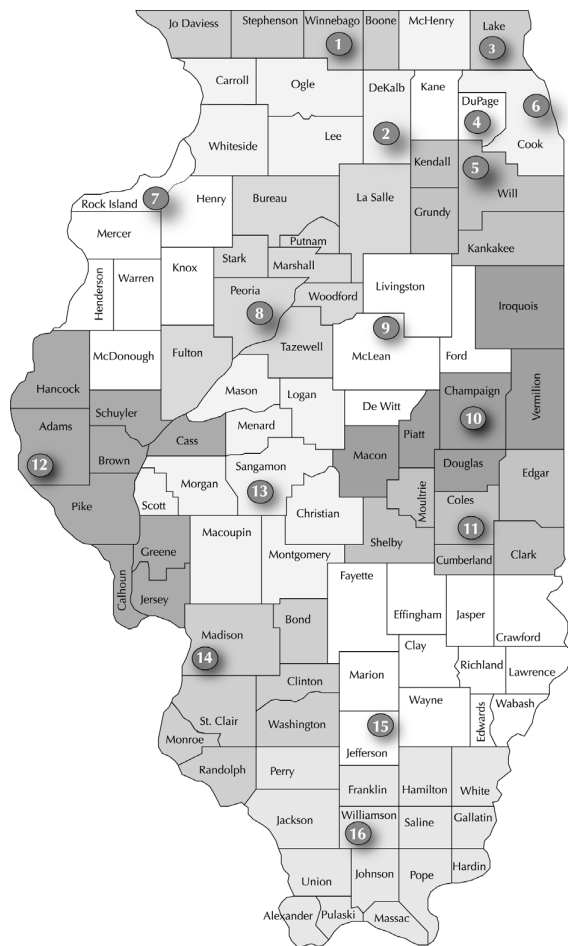 Jo Daviess
Stephenson
Winnebago
Boone
McHenry
Lake
1
3
Carroll
Ogle
DeKalb
Kane
DuPage
6
4
2
Lee
Cook
Whiteside
Kendall
5
7
Rock Island
Henry
Bureau
La Salle
Will
Grundy
Mercer
Putnam
Kankakee
Stark
Marshall
Henderson
Warren
Knox
Peoria
Woodford
Livingston
Iroquois
8
9
McDonough
Fulton
Tazewell
McLean
Ford
Hancock
Mason
Logan
De Witt
Champaign
Vermilion
10
Schuyler
Adams
Cass
Menard
Piatt
Macon
12
Brown
Sangamon
Douglas
Edgar
13
Morgan
Scott
Moultrie
Coles
11
Pike
Christian
Macoupin
Shelby
Cumberland
Clark
Greene
Montgomery
Calhoun
Jersey
Fayette
Effingham
Jasper
Crawford
Bond
Madison
14
Clay
Richland
Lawrence
Marion
Clinton
Wayne
Edwards
Wabash
St. Clair
Washington
15
Monroe
Jefferson
Randolph
Perry
Franklin
Hamilton
White
Jackson
Williamson
16
Saline
Gallatin
Union
Johnson
Pope
Hardin
Alexander
Pulaski
Massac